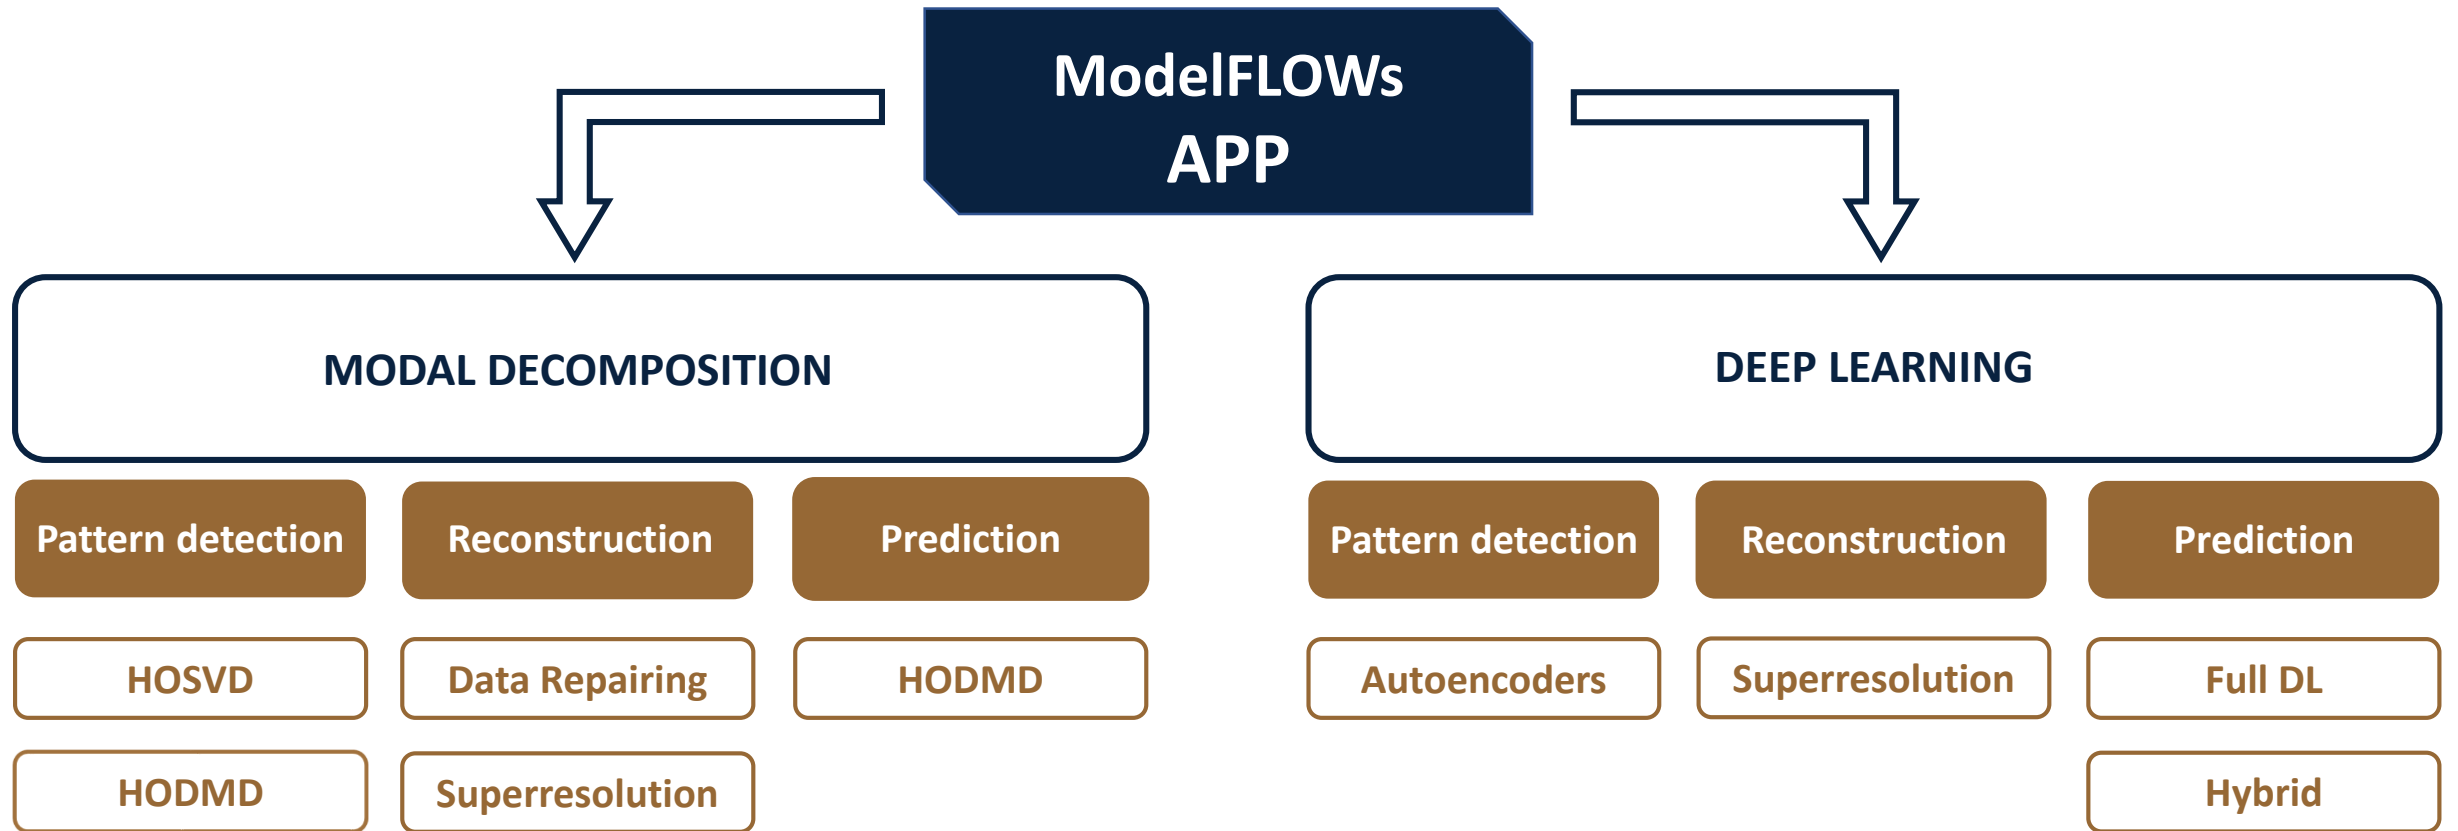 ModelFLOWs
APP
MODAL DECOMPOSITION
Pattern detection
Reconstruction
Prediction
HOSVD
Data Repairing
HODMD
HODMD
Superresolution
DEEP LEARNING
Pattern detection
Reconstruction
Prediction
Autoencoders
Superresolution
Full DL
Hybrid